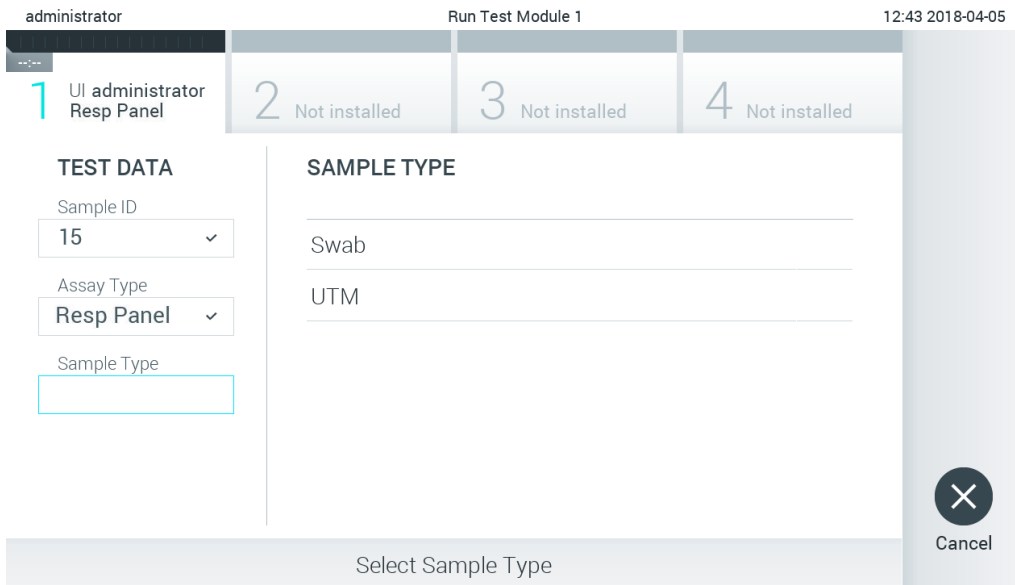 administrator Run Test Module 1 12:43 2018-04-05
--:--
1 UI administrator
Resp Panel
2 Not installed
3 Not installed
4 Not installed
TEST DATA
Sample ID
15
Assay Type
Resp Panel
Sample Type
SAMPLE TYPE
Swab
UTM
Cancel
Select Sample Type